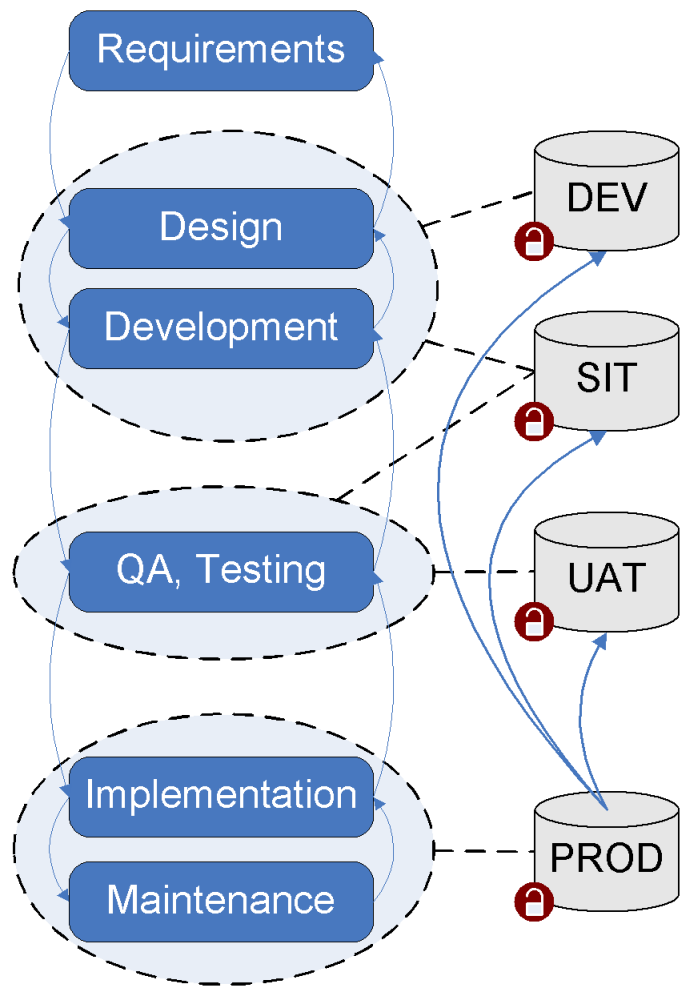 Requirements
Design
Development
QA, Testing
Implementation
Maintenance
DEV
SIT
UAT
PROD